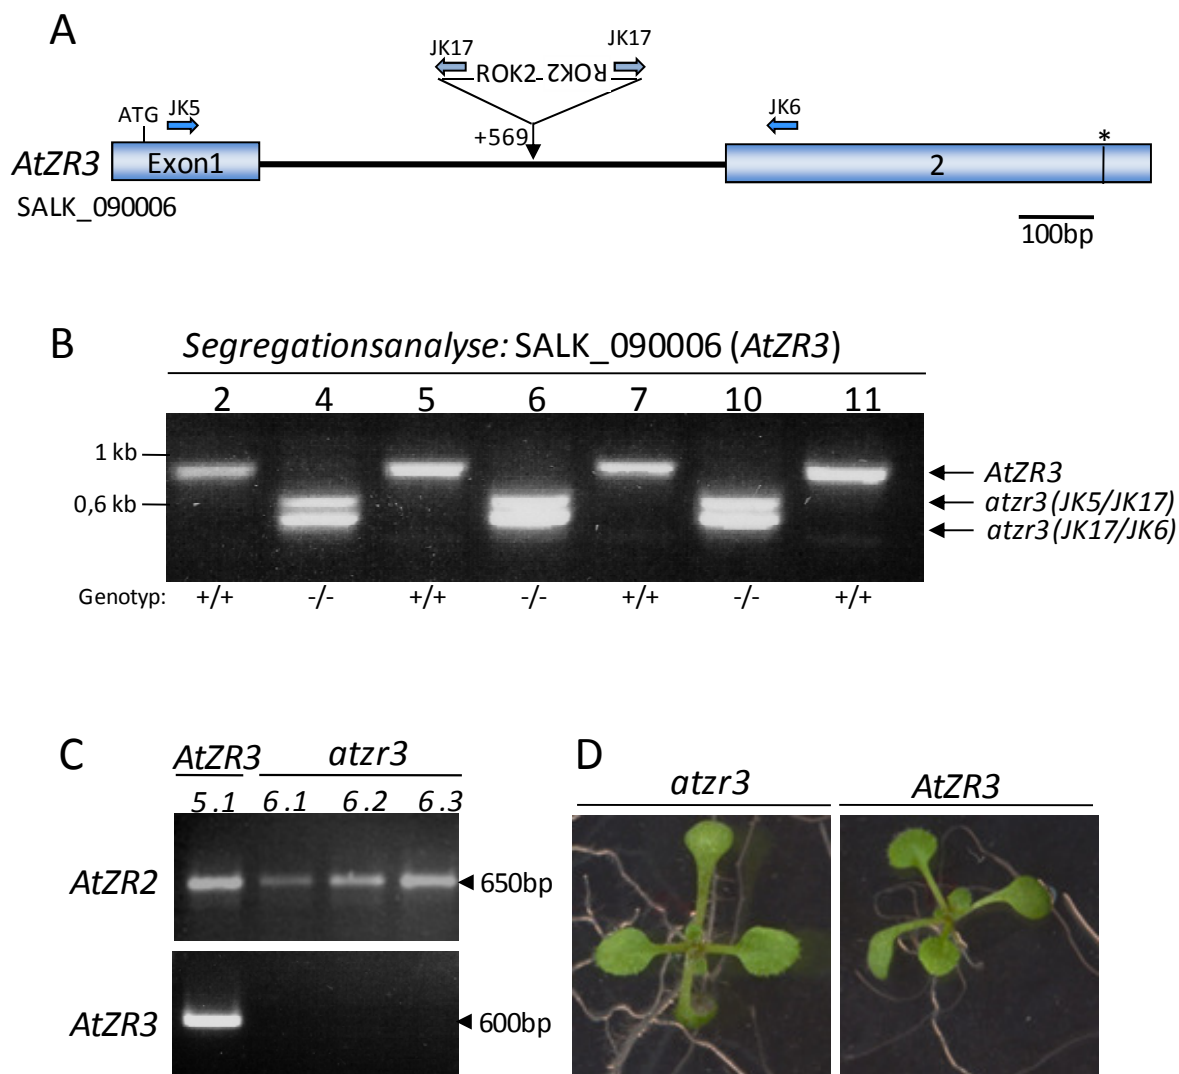 A
JK17 JK17
ROK2-ROK2
ATG JK5 +569 JK6 *
AtZR3 Exon1 2
SALK_090006
100bp
B
Segregationsanalyse: SALK_090006 (AtZR3)
2 4 5 6 7 10 11
1 kb
AtZR3
0,6 kb
atzr3 (JK5/JK17)
atzr3 (JK17/JK6)
Genotyp: +/+ -/- +/+ -/- +/+ -/- +/+
C
AtZR3 atzr3
5.1 6.1 6.2 6.3
AtZR2 650bp
AtZR3 600bp
D
atzr3 AtZR3